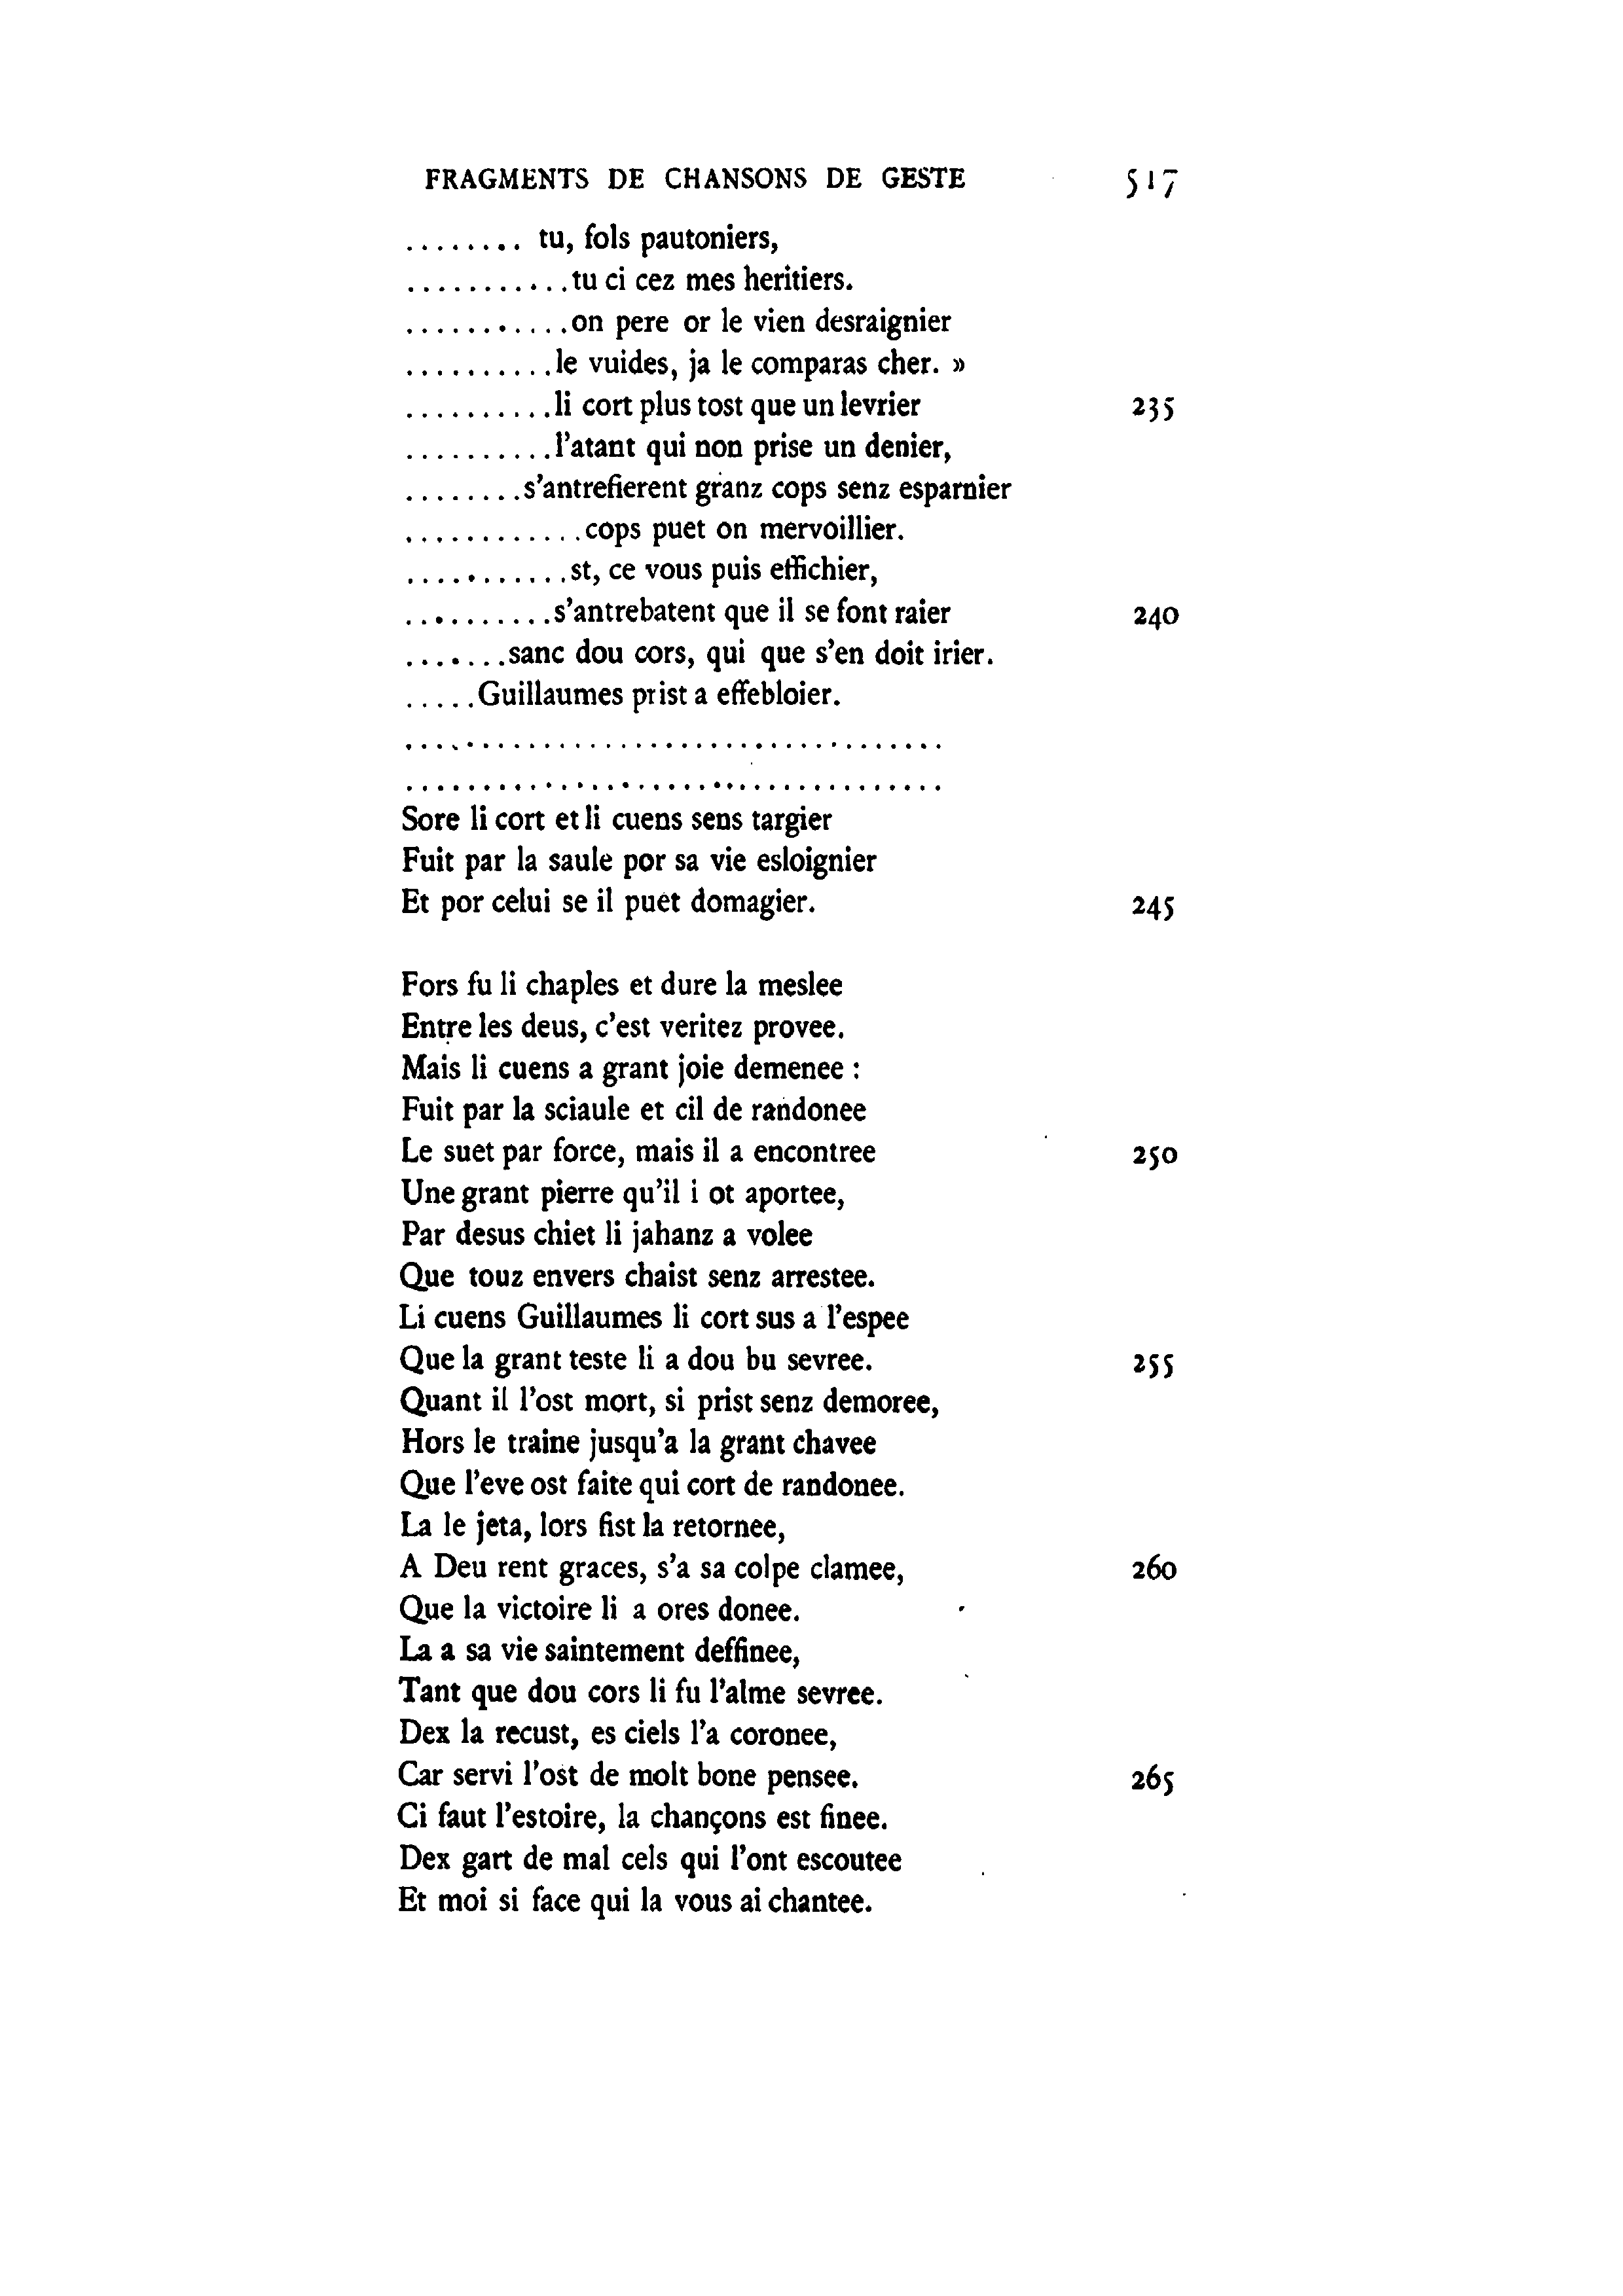 FRAGMENTS DE CHANSONS DE GESTE 517
........ tu, fols pautoniers,
...........tu ci cez mes heritiers.
...........on pere or le vien desraignier
..........le vuides, ja le comparas cher. »
..........li cort plus tost que un levrier 235
..........l'atant qui non prise un denier,
........s'antrefierent granz cops senz esparnier
............cops puet on mervoillier.
...........st, ce vous puis effichier,
..........s'antrebatent que il se font raier 240
.......sanc dou cors, qui que s'en doit irier.
.....Guillaumes prist a effebloier.
....................................
....................................
Sore li cort et li cuens sens targier
Fuit par la saule por sa vie esloignier
Et por celui se il puet domagier. 245
Fors fu li chaples et dure la meslee
Entre les deus, c'est veritez provee.
Mais li cuens a grant joie demenee :
Fuit par la sciaule et cil de randonee
Le suet par force, mais il a encontree 250
Une grant pierre qu'il i ot aportee,
Par desus chiet li jahanz a volee
Que touz envers chaist senz arrestee.
Li cuens Guillaumes li cort sus a l'espee
Que la grant teste li a dou bu sevree. 255
Quant il l'ost mort, si prist senz demoree,
Hors le traine jusqu'a la grant chavee
Que l'eve ost faite qui cort de randonee.
La le jeta, lors fist la retornee,
A Deu rent graces, s'a sa colpe clamee, 260
Que la victoire li a ores donee.
La a sa vie saintement deffinee,
Tant que dou cors li fu l'alme sevree.
Dex la recust, es ciels l'a coronee,
Car servi l'ost de molt bone pensee. 265
Ci faut l'estoire, la chançons est finee.
Dex gart de mal cels qui l'ont escoutee
Et moi si face qui la vous ai chantee.